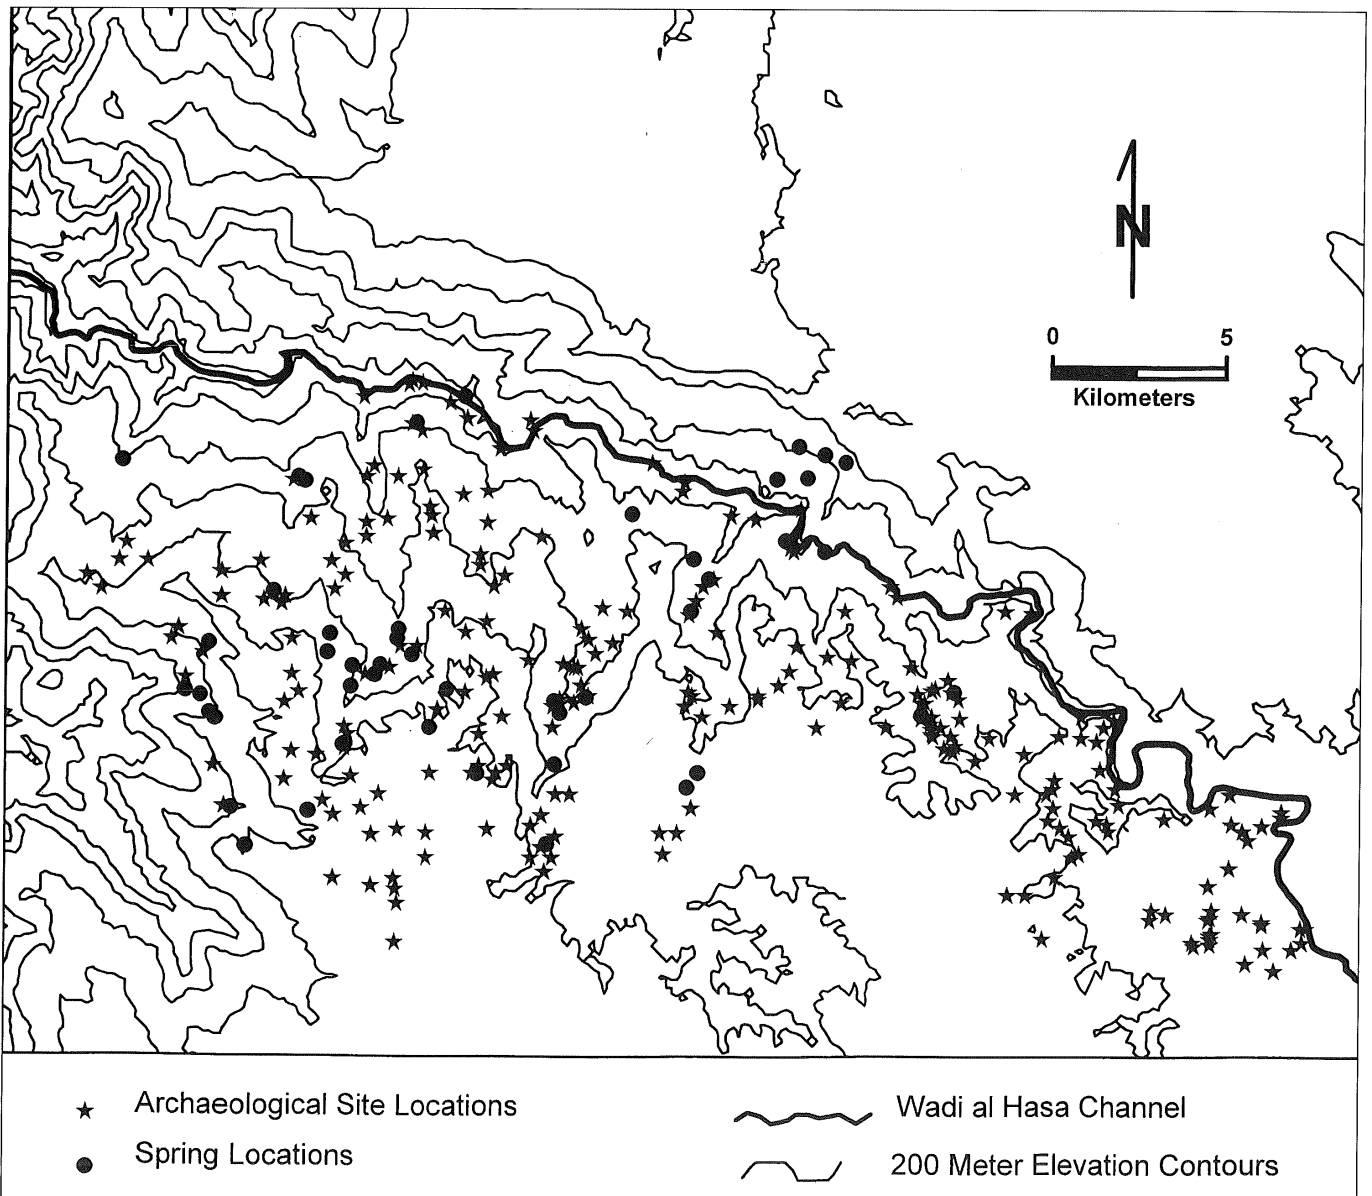 N
0 5
Kilometers
Archaeological Site Locations
Spring Locations
Wadi al Hasa Channel
200 Meter Elevation Contours